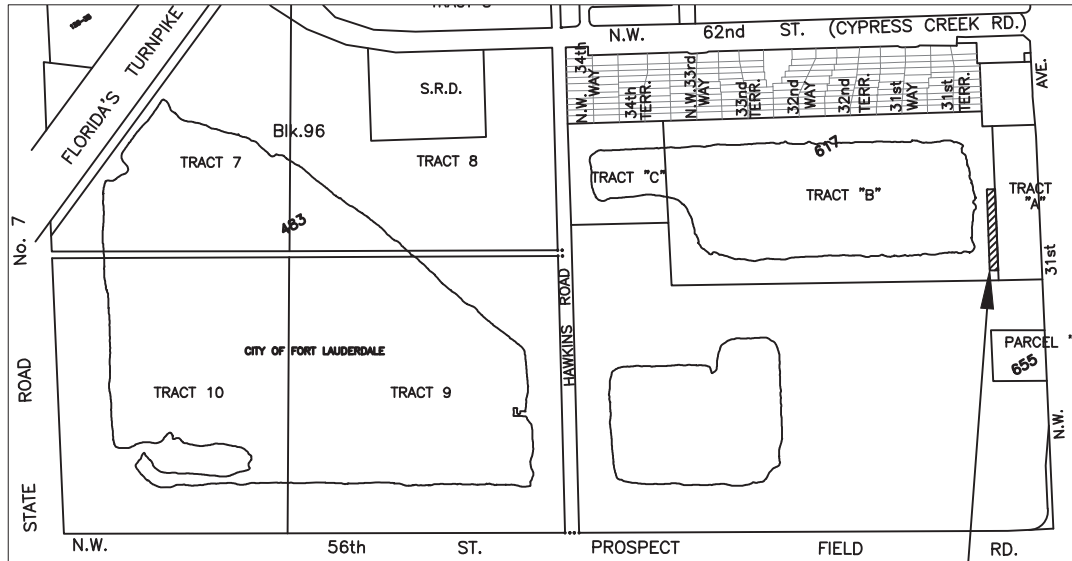 TRACT
N.W. 62nd ST. (CYPRESS CREEK RD.)
FLORIDA'S TURNPIKE
S.R.D.
Blk.96
TRACT 7
TRACT 8
483
N.W. 34th WAY
34th TERR.
N.W.33rd WAY
33nd TERR.
32nd WAY
32nd TERR.
31st WAY
31st TERR.
AVE.
617
TRACT "C"
TRACT "B"
TRACT "A"
31st
No. 7
ROAD
STATE
HAWKINS ROAD
CITY OF FORT LAUDERDALE
TRACT 10
TRACT 9
PARCEL "
655
N.W.
N.W. 56th ST. PROSPECT FIELD RD.